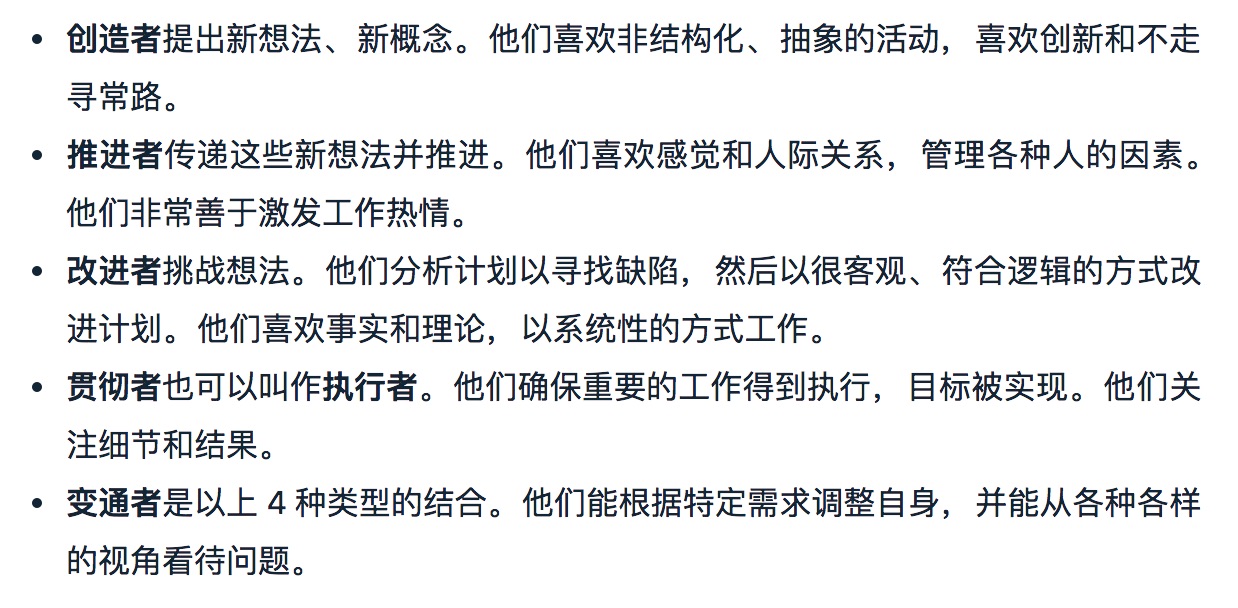 • 创造者提出新想法、新概念。他们喜欢非结构化、抽象的活动，喜欢创新和不走
寻常路。
• 推进者传递这些新想法并推进。他们喜欢感觉和人际关系，管理各种人的因素。
他们非常善于激发工作热情。
• 改进者挑战想法。他们分析计划以寻找缺陷，然后以很客观、符合逻辑的方式改
进计划。他们喜欢事实和理论，以系统性的方式工作。
• 贯彻者也可以叫作执行者。他们确保重要的工作得到执行，目标被实现。他们关
注细节和结果。
• 变通者是以上 4 种类型的结合。他们能根据特定需求调整自身，并能从各种各样
的视角看待问题。